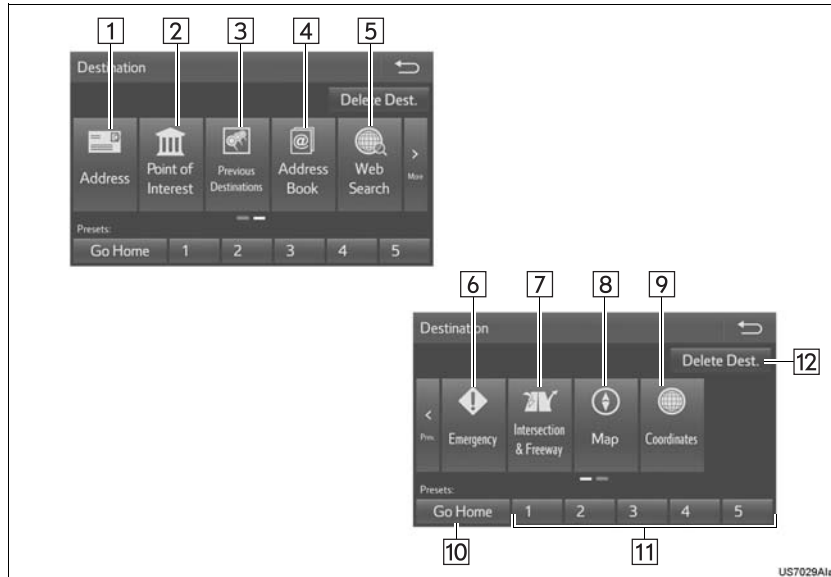 1 2 3 4 5
Destination
Delete Dest.
Address
Point of Interest
Previous Destinations
Address Book
Web Search
>
More
Presets:
Go Home 1 2 3 4 5
6 7 8 9
Destination
Delete Dest. 12
<
Prev.
Emergency
Intersection & Freeway
Map
Coordinates
Presets:
Go Home 1 2 3 4 5
10 11
US7029AIa